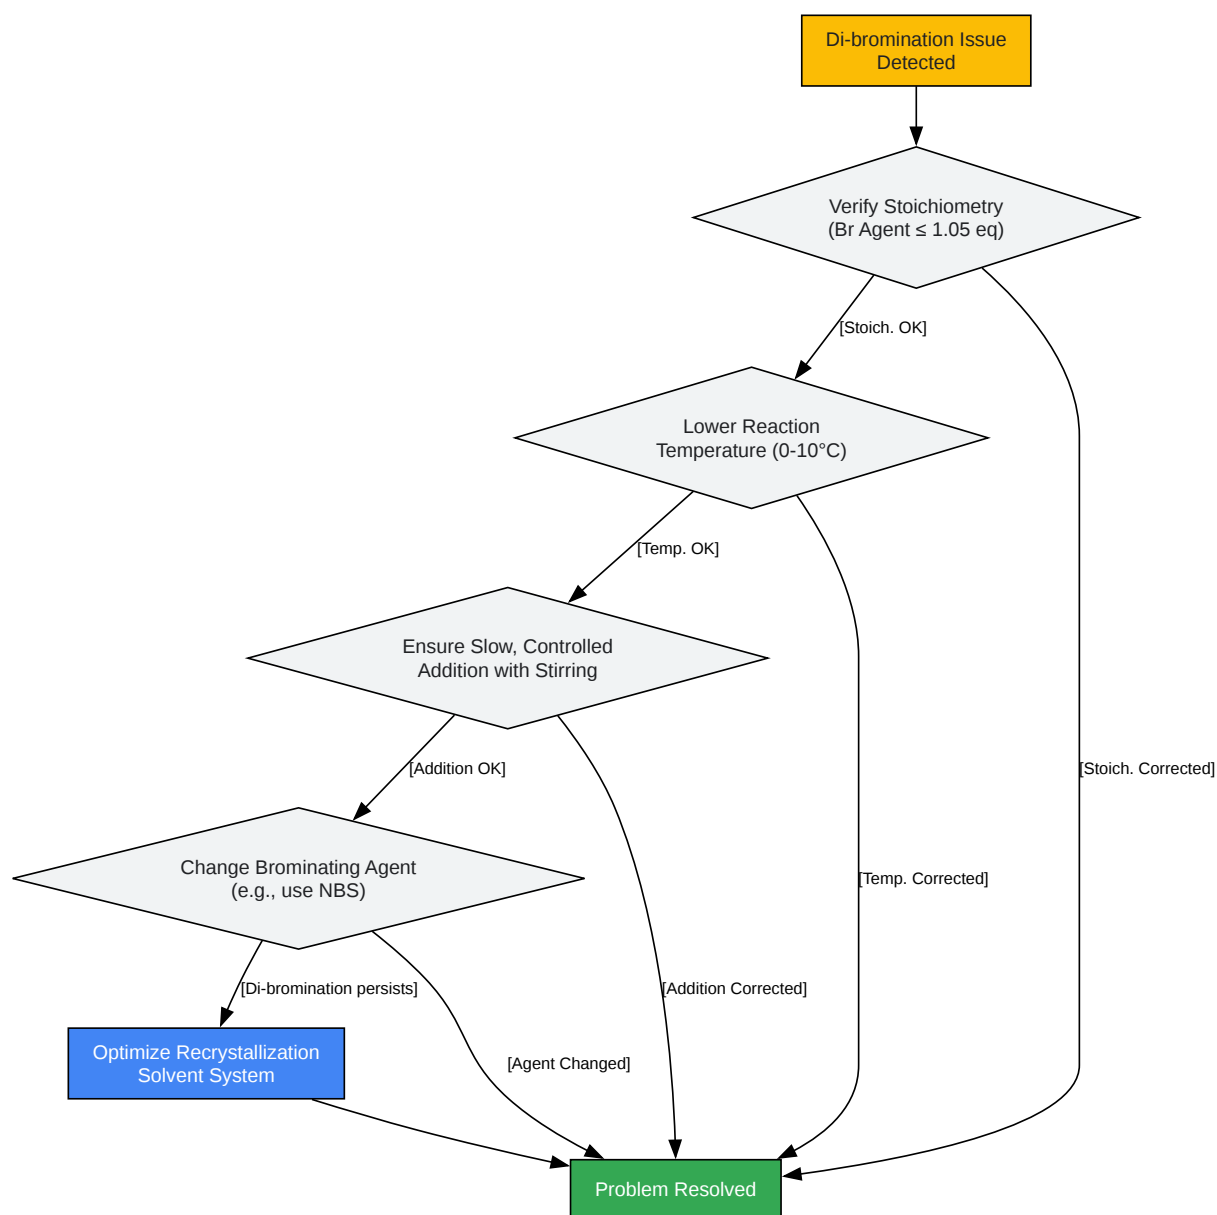 Di-bromination Issue
Detected
Verify Stoichiometry
(Br Agent ≤ 1.05 eq)
[Stoich. OK]
Lower Reaction
Temperature (0-10°C)
[Temp. OK]
Ensure Slow, Controlled
Addition with Stirring
[Addition OK]
[Stoich. Corrected]
Change Brominating Agent
(e.g., use NBS)
[Temp. Corrected]
[Di-bromination persists]
[Addition Corrected]
Optimize Recrystallization
Solvent System
[Agent Changed]
Problem Resolved